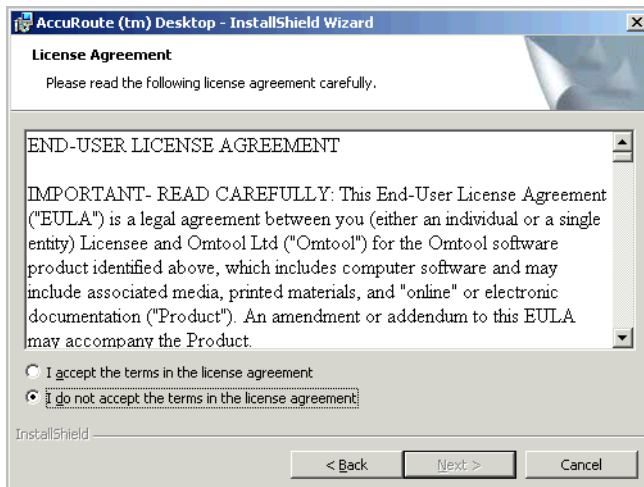 AccuRoute (tm) Desktop - InstallShield Wizard
License Agreement
Please read the following license agreement carefully.
END-USER LICENSE AGREEMENT
IMPORTANT- READ CAREFULLY: This End-User License Agreement
("EULA") is a legal agreement between you (either an individual or a single
entity) Licensee and Omtool Ltd ("Omtool") for the Omtool software
product identified above, which includes computer software and may
include associated media, printed materials, and "online" or electronic
documentation ("Product"). An amendment or addendum to this EULA
may accompany the Product.
I accept the terms in the license agreement
I do not accept the terms in the license agreement
InstallShield
< Back Next > Cancel